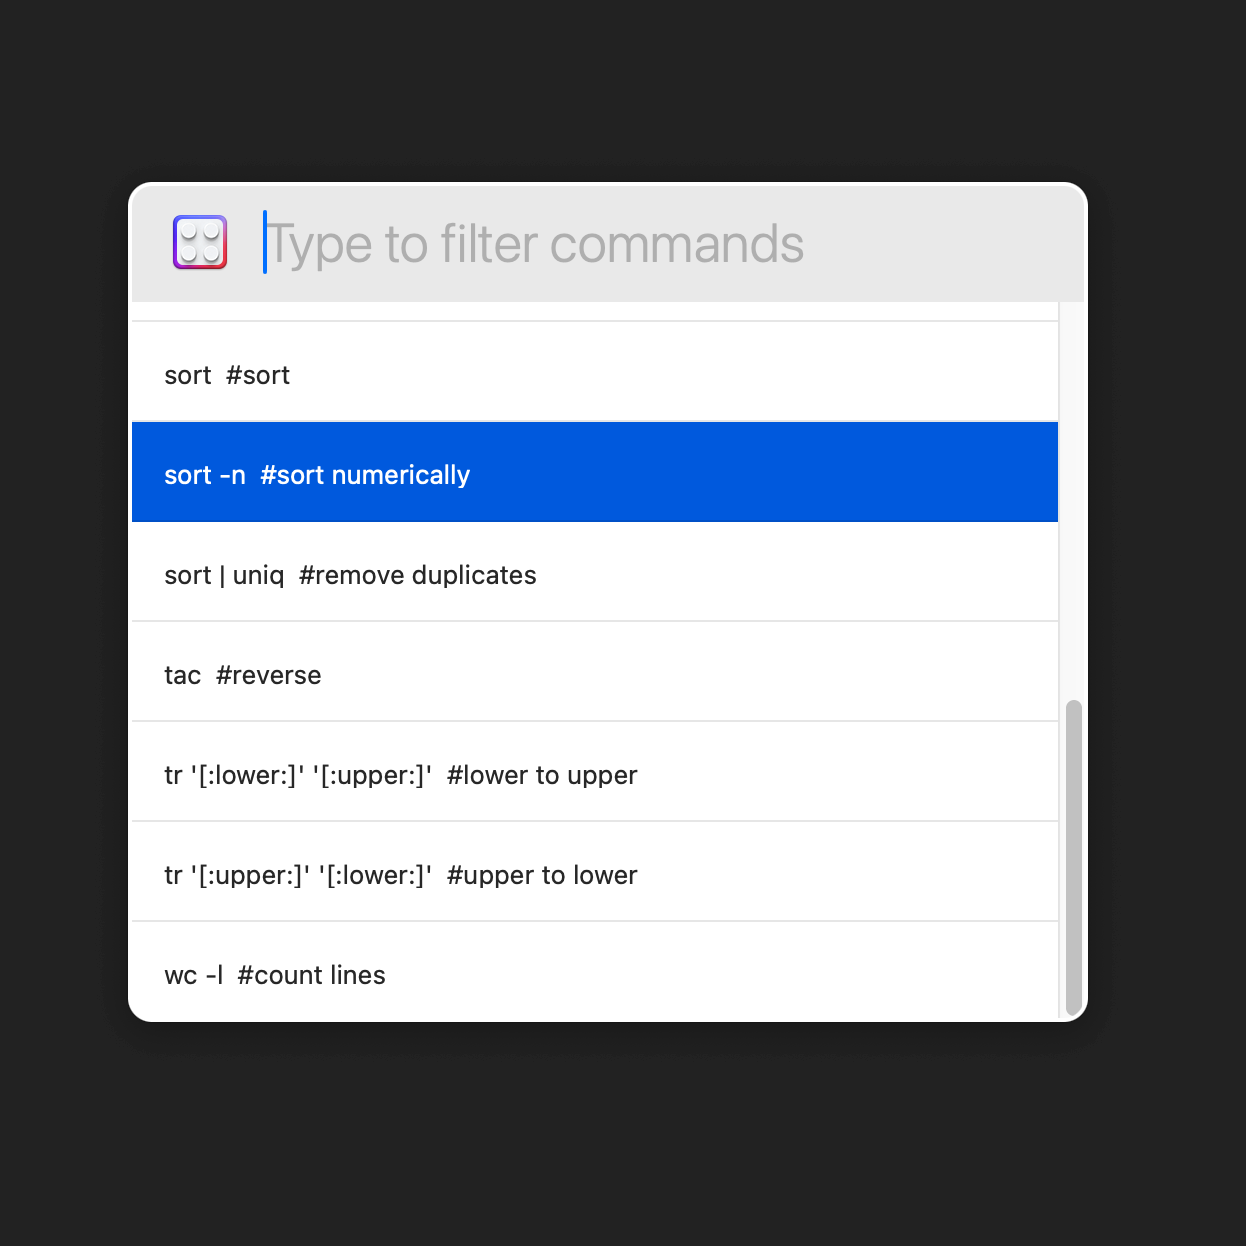 Type to filter commands
sort  #sort
sort -n  #sort numerically
sort | uniq  #remove duplicates
tac  #reverse
tr '[:lower:]' '[:upper:]'  #lower to upper
tr '[:upper:]' '[:lower:]'  #upper to lower
wc -l  #count lines